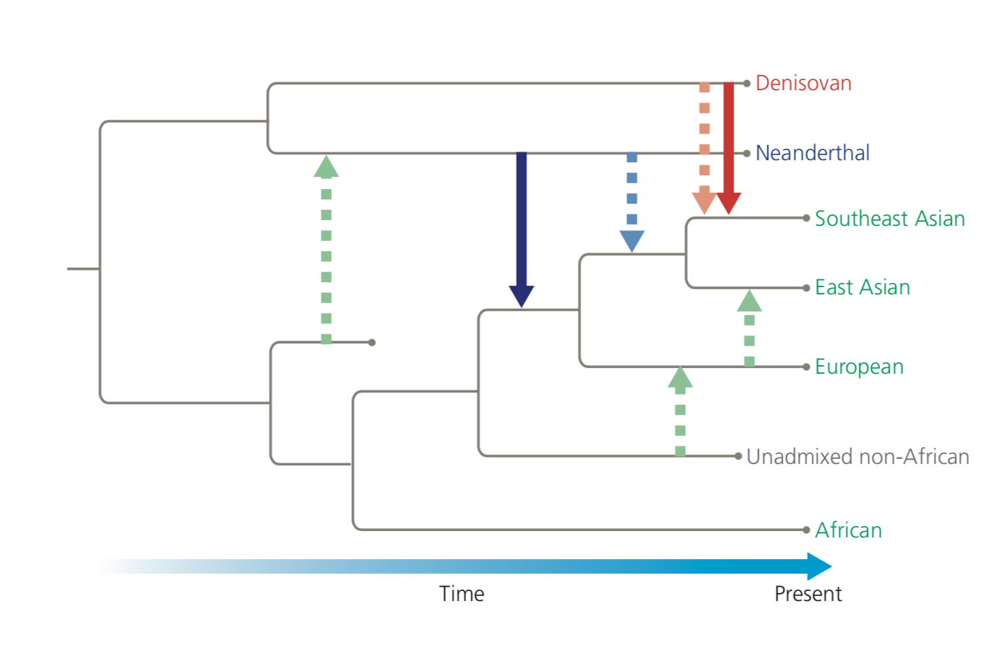 Denisovan
Neanderthal
Southeast Asian
East Asian
European
Unadmixed non-African
African
Time
Present